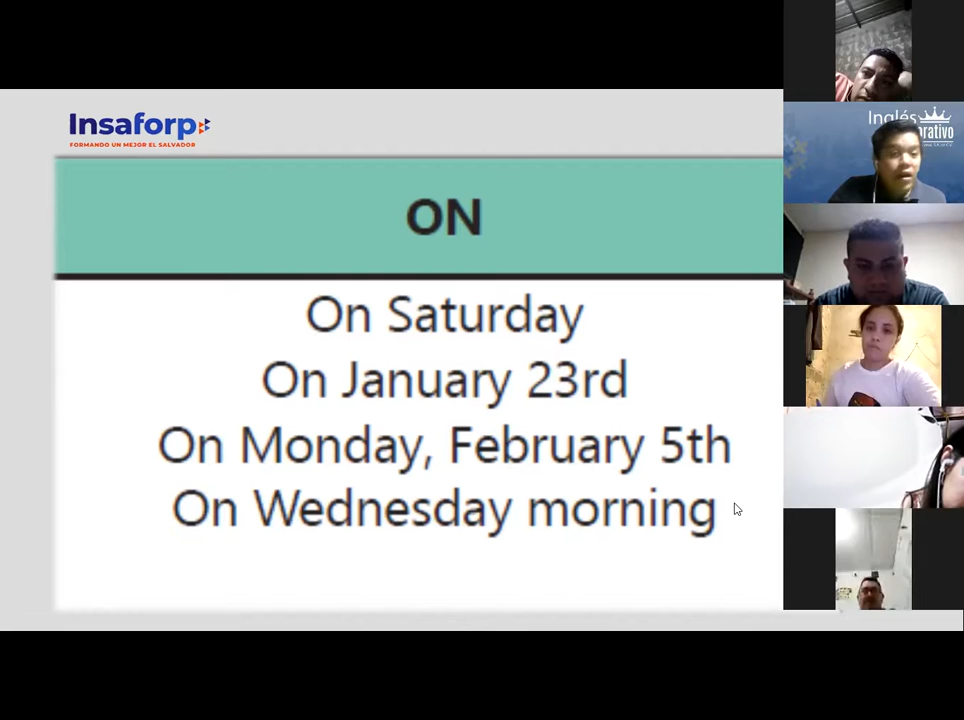 Insaforp
FORMANDO UN MEJOR EL SALVADOR
ON
On Saturday
On January 23rd
On Monday, February 5th
On Wednesday morning
Inglés